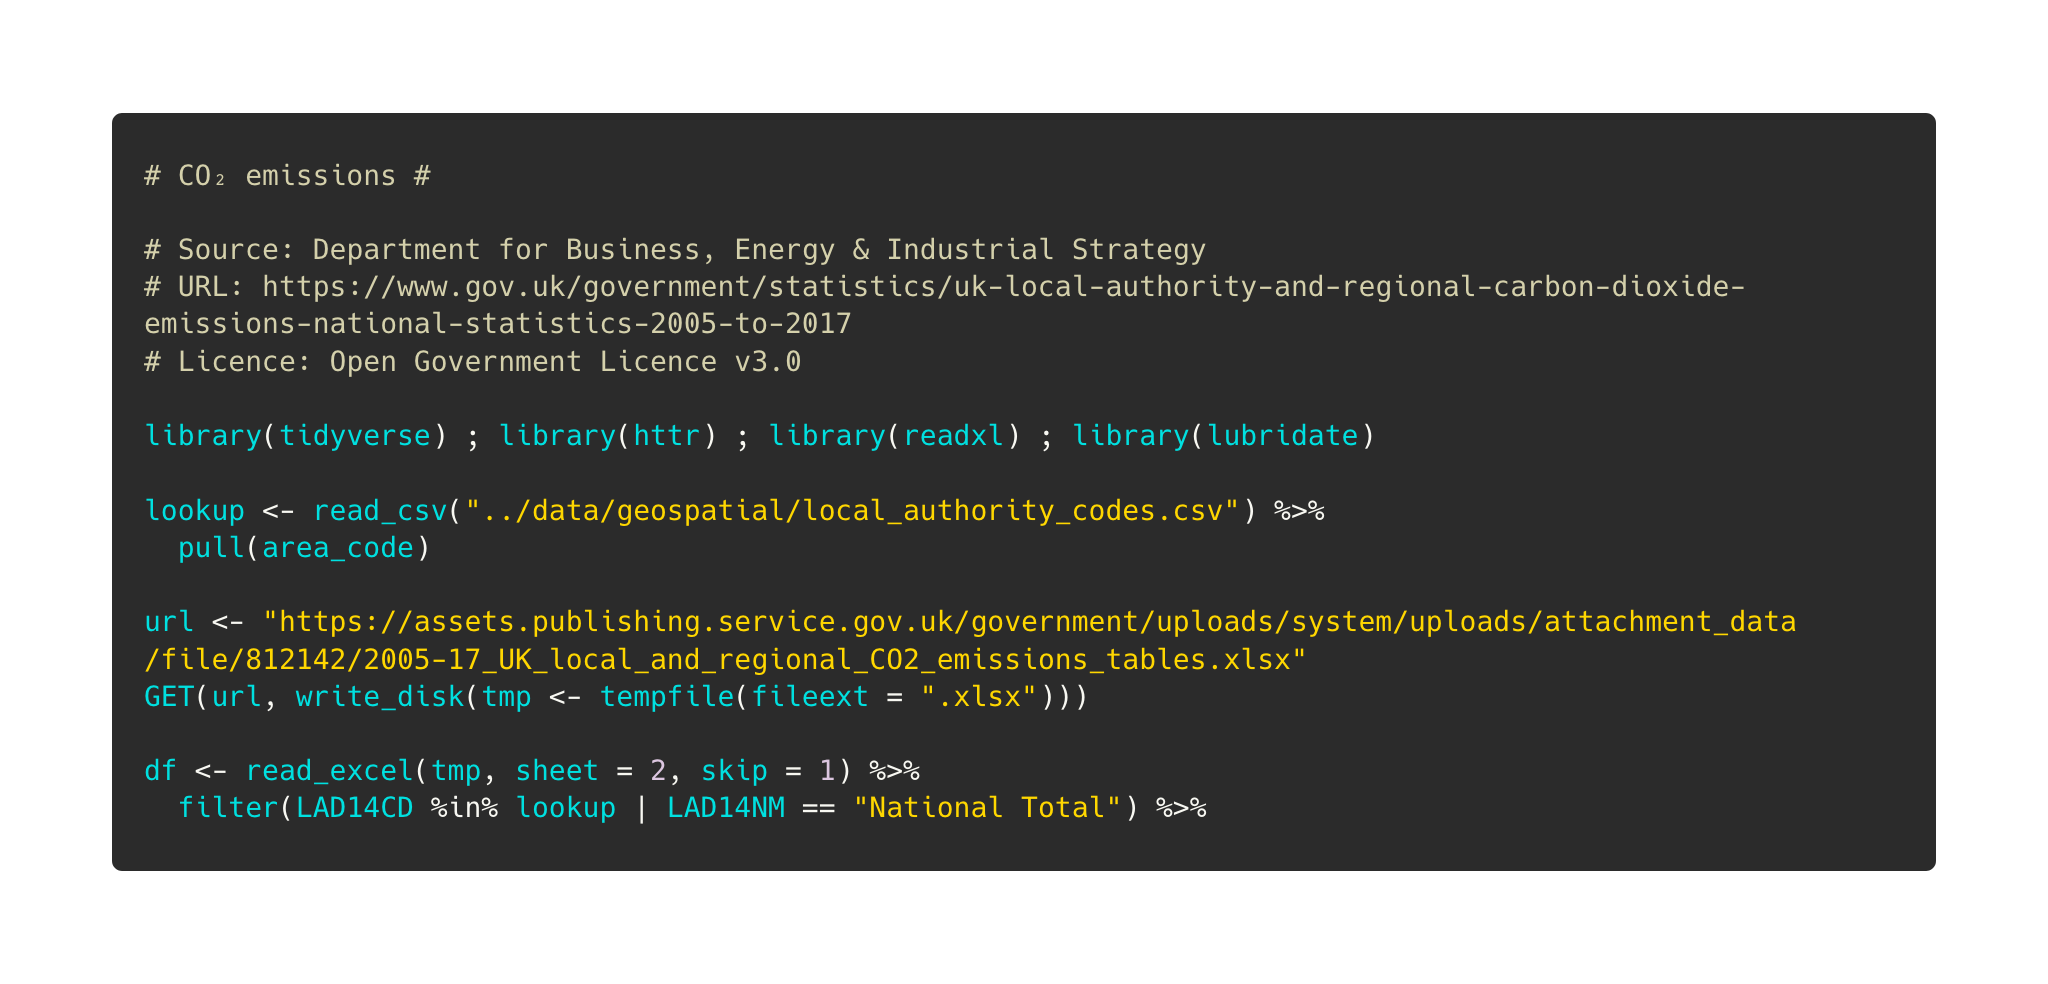 # CO₂ emissions #
# Source: Department for Business, Energy & Industrial Strategy
# URL: https://www.gov.uk/government/statistics/uk-local-authority-and-regional-carbon-dioxide-
emissions-national-statistics-2005-to-2017
# Licence: Open Government Licence v3.0
library(tidyverse) ; library(httr) ; library(readxl) ; library(lubridate)
lookup <- read_csv("../data/geospatial/local_authority_codes.csv") %>%
  pull(area_code)
url <- "https://assets.publishing.service.gov.uk/government/uploads/system/uploads/attachment_data
/file/812142/2005-17_UK_local_and_regional_CO2_emissions_tables.xlsx"
GET(url, write_disk(tmp <- tempfile(fileext = ".xlsx")))
df <- read_excel(tmp, sheet = 2, skip = 1) %>%
  filter(LAD14CD %in% lookup | LAD14NM == "National Total") %>%